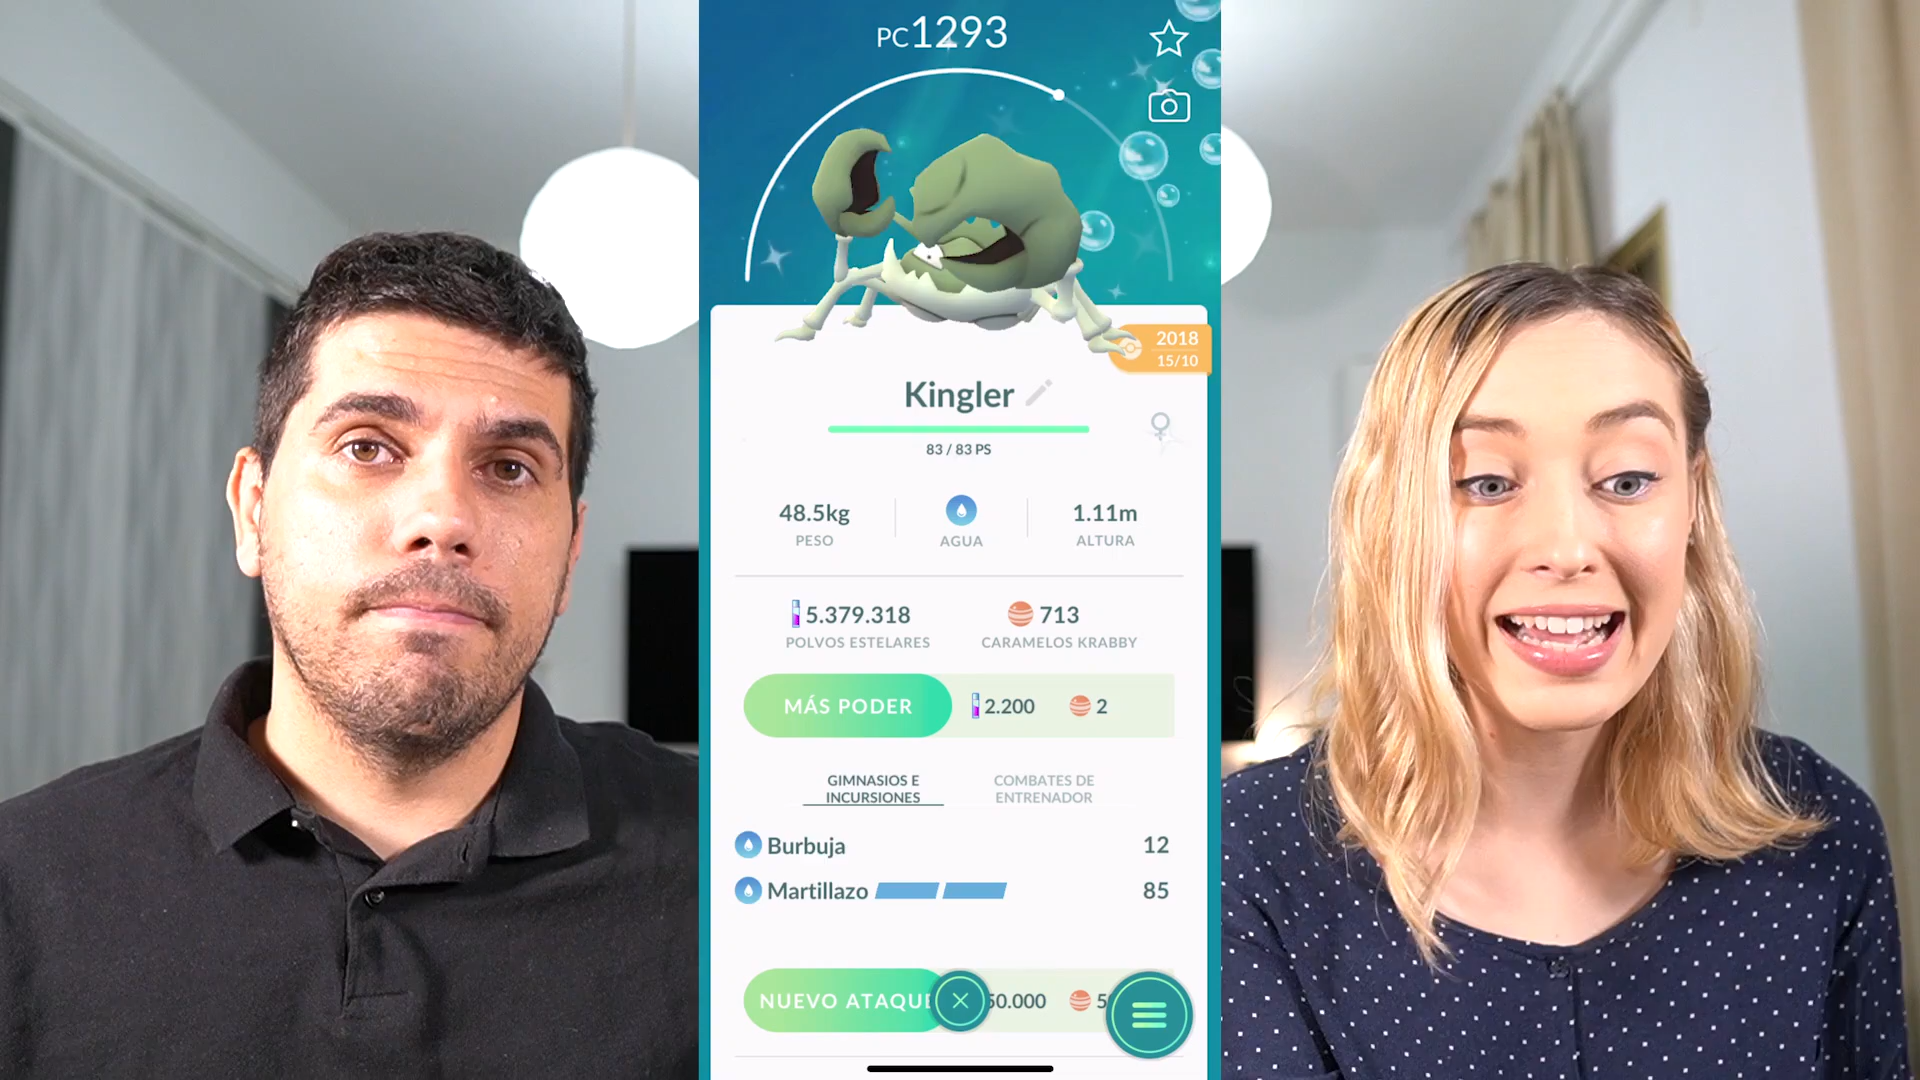 PC1293
2018
15/10
Kingler
83 / 83 PS
48.5kg
PESO
AGUA
1.11m
ALTURA
5.379.318
POLVOS ESTELARES
713
CARAMELOS KRABBY
MÁS PODER
2.200
2
GIMNASIOS E
INCURSIONES
COMBATES DE
ENTRENADOR
Burbuja
12
Martillazo
85
NUEVO ATAQUE
50.000